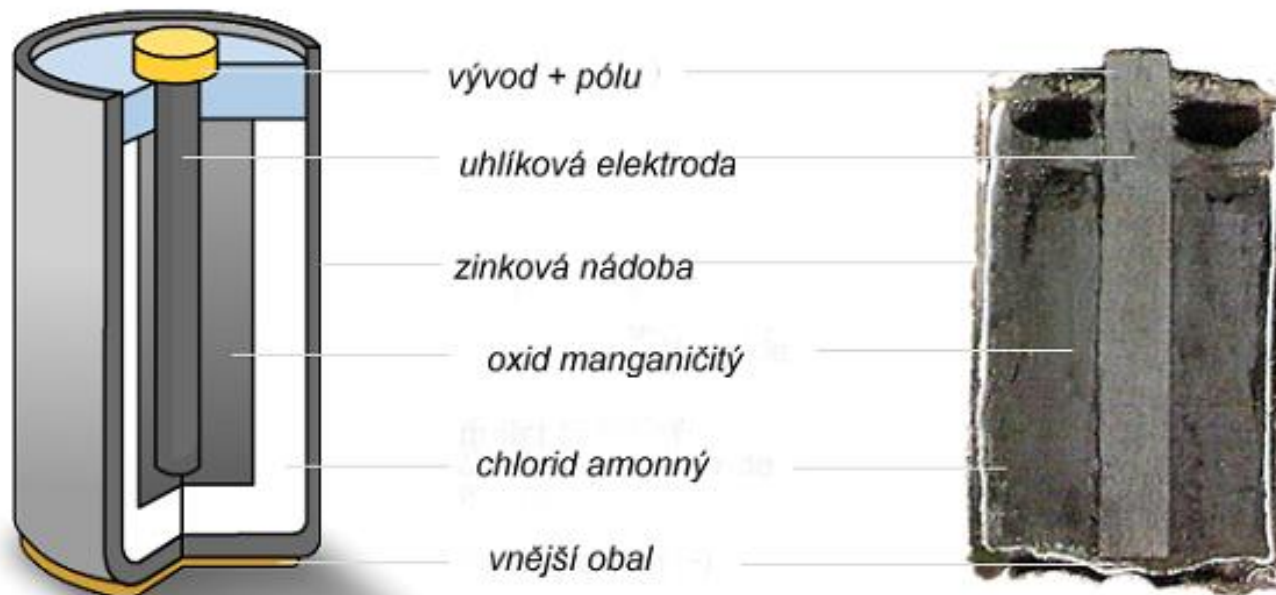 vývod + pólu
uhlíková elektroda
zinková nádoba
oxid manganičitý
chlorid amonný
vnější obal